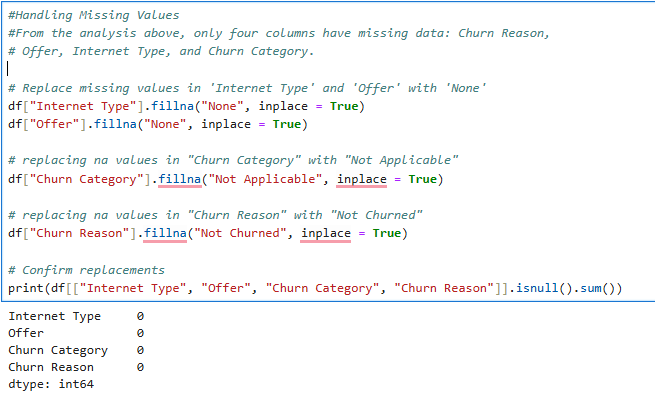 #Handling Missing Values
#From the analysis above, only four columns have missing data: Churn Reason,
# Offer, Internet Type, and Churn Category.
# Replace missing values in 'Internet Type' and 'Offer' with 'None'
df["Internet Type"].fillna("None", inplace = True)
df["Offer"].fillna("None", inplace = True)
# replacing na values in "Churn Category" with "Not Applicable"
df["Churn Category"].fillna("Not Applicable", inplace = True)
# replacing na values in "Churn Reason" with "Not Churned"
df["Churn Reason"].fillna("Not Churned", inplace = True)
# Confirm replacements
print(df[["Internet Type", "Offer", "Churn Category", "Churn Reason"]].isnull().sum())
Internet Type     0
Offer             0
Churn Category    0
Churn Reason      0
dtype: int64